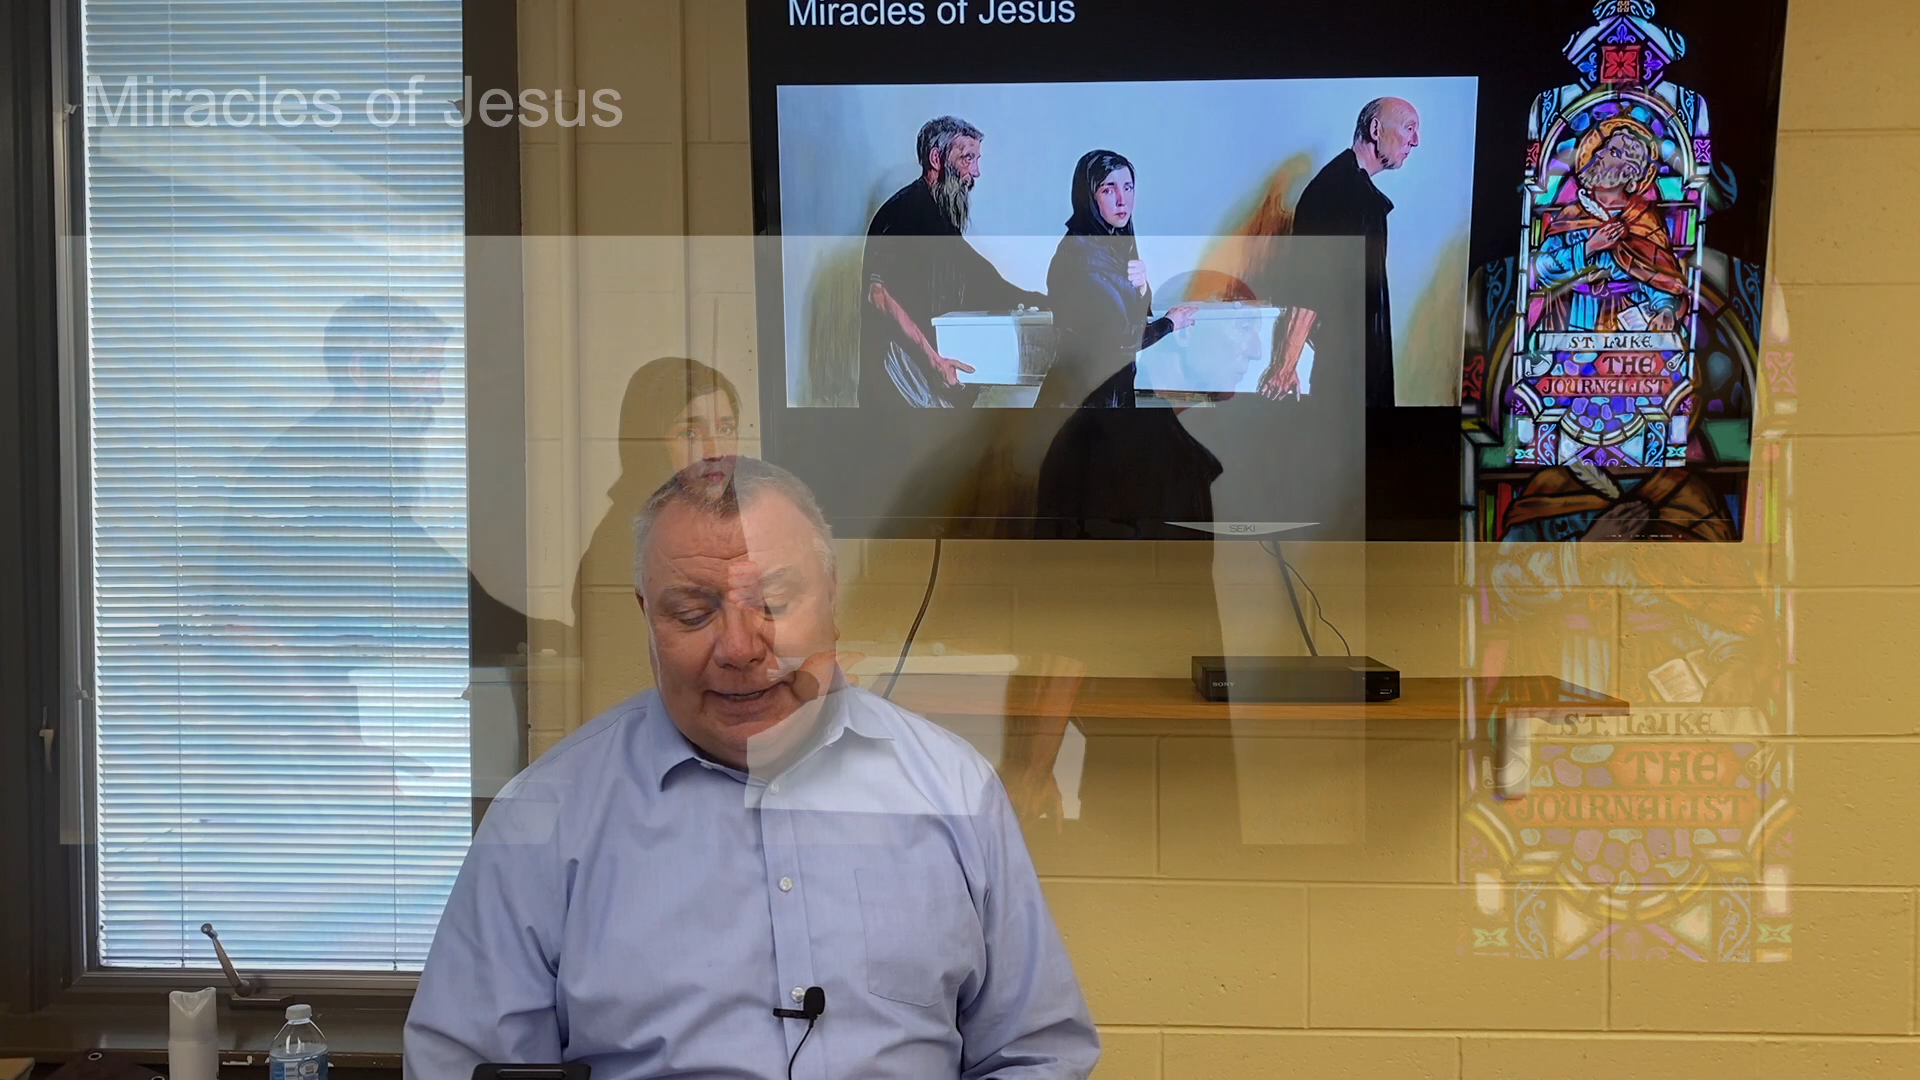 Miracles of Jesus
Miracles of Jesus
ST. LUKE
THE
JOURNALIST
SEIKI
SONY
ST. LUKE
THE
JOURNALIST